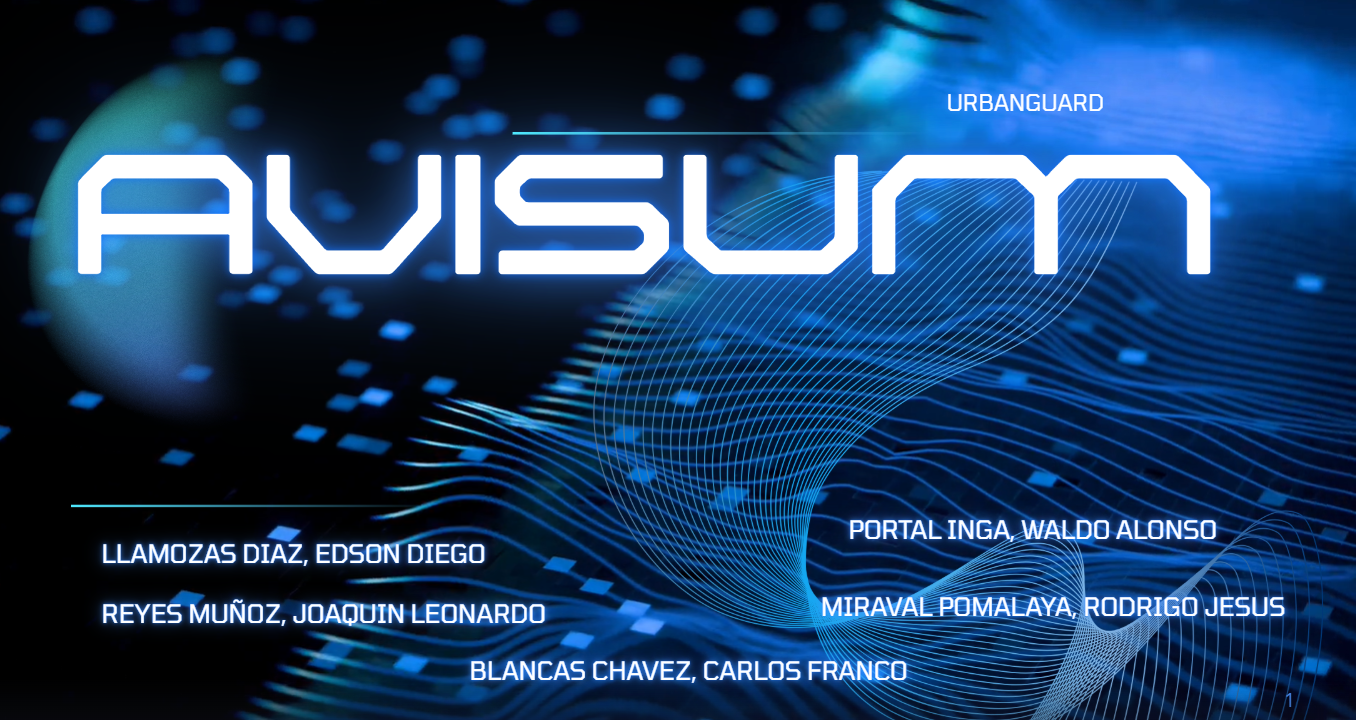 URBANGUARD
AVISUM
LLAMOZAS DIAZ, EDSON DIEGO
PORTAL INGA, WALDO ALONSO
REYES MUÑOZ, JOAQUIN LEONARDO
MIRAVAL POMALAYA, RODRIGO JESUS
BLANCAS CHAVEZ, CARLOS FRANCO
1